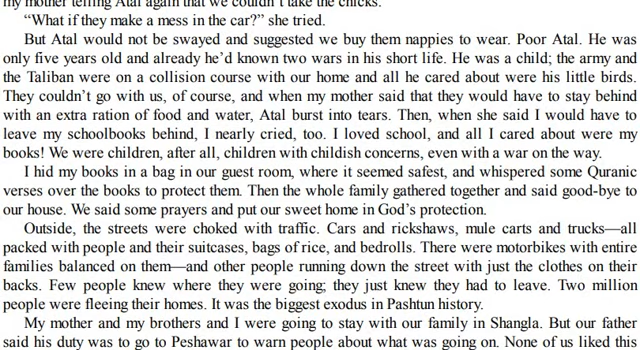 my mother telling Atal again that we couldn't take the chicks.
“What if they make a mess in the car?” she tried.
But Atal would not be swayed and suggested we buy them nappies to wear. Poor Atal. He was
only five years old and already he’d known two wars in his short life. He was a child; the army and
the Taliban were on a collision course with our home and all he cared about were his little birds.
They couldn’t go with us, of course, and when my mother said that they would have to stay behind
with an extra ration of food and water, Atal burst into tears. Then, when she said I would have to
leave my schoolbooks behind, I nearly cried, too. I loved school, and all I cared about were my
books! We were children, after all, children with childish concerns, even with a war on the way.
I hid my books in a bag in our guest room, where it seemed safest, and whispered some Quranic
verses over the books to protect them. Then the whole family gathered together and said good-bye to
our house. We said some prayers and put our sweet home in God’s protection.
Outside, the streets were choked with traffic. Cars and rickshaws, mule carts and trucks—all
packed with people and their suitcases, bags of rice, and bedrolls. There were motorbikes with entire
families balanced on them—and other people running down the street with just the clothes on their
backs. Few people knew where they were going; they just knew they had to leave. Two million
people were fleeing their homes. It was the biggest exodus in Pashtun history.
My mother and my brothers and I were going to stay with our family in Shangla. But our father
said his duty was to go to Peshawar to warn people about what was going on. None of us liked this